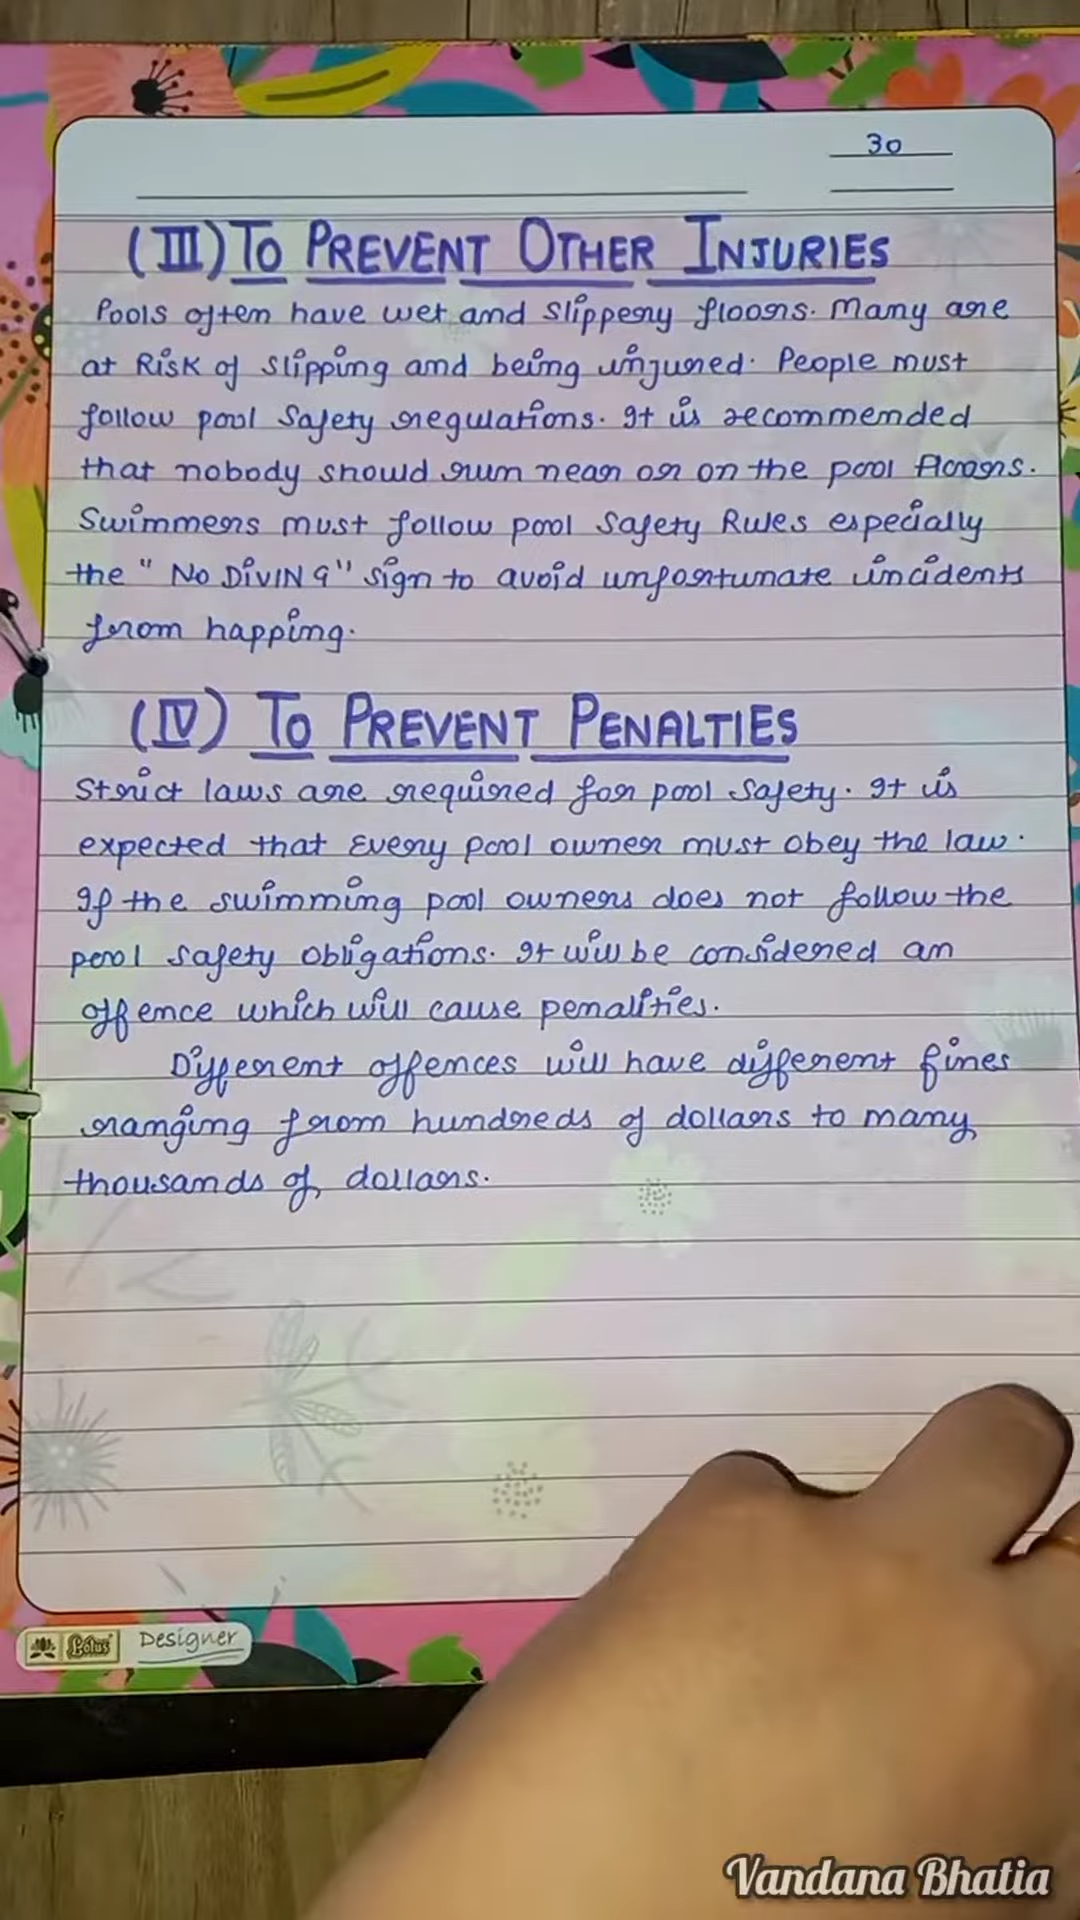 30
(III) TO PREVENT OTHER INJURIES
Pools often have wet and slippery floors. Many are
at Risk of slipping and being injured. People must
follow pool Safety regulations. It is recommended
that nobody should run near or on the pool floors.
Swimmers must follow pool Safety Rules especially
the "NO DIVING" sign to avoid unfortunate incidents
from happing.
(IV) TO PREVENT PENALTIES
Strict laws are required for pool safety. It is
expected that Every pool owner must obey the law.
If the swimming pool owners does not follow the
pool safety obligations. It will be considered an
offence which will cause penalities.
Different offences will have different fines
ranging from hundreds of dollars to many
thousands of dollars.
Lotus Designer
Vandana Bhatia